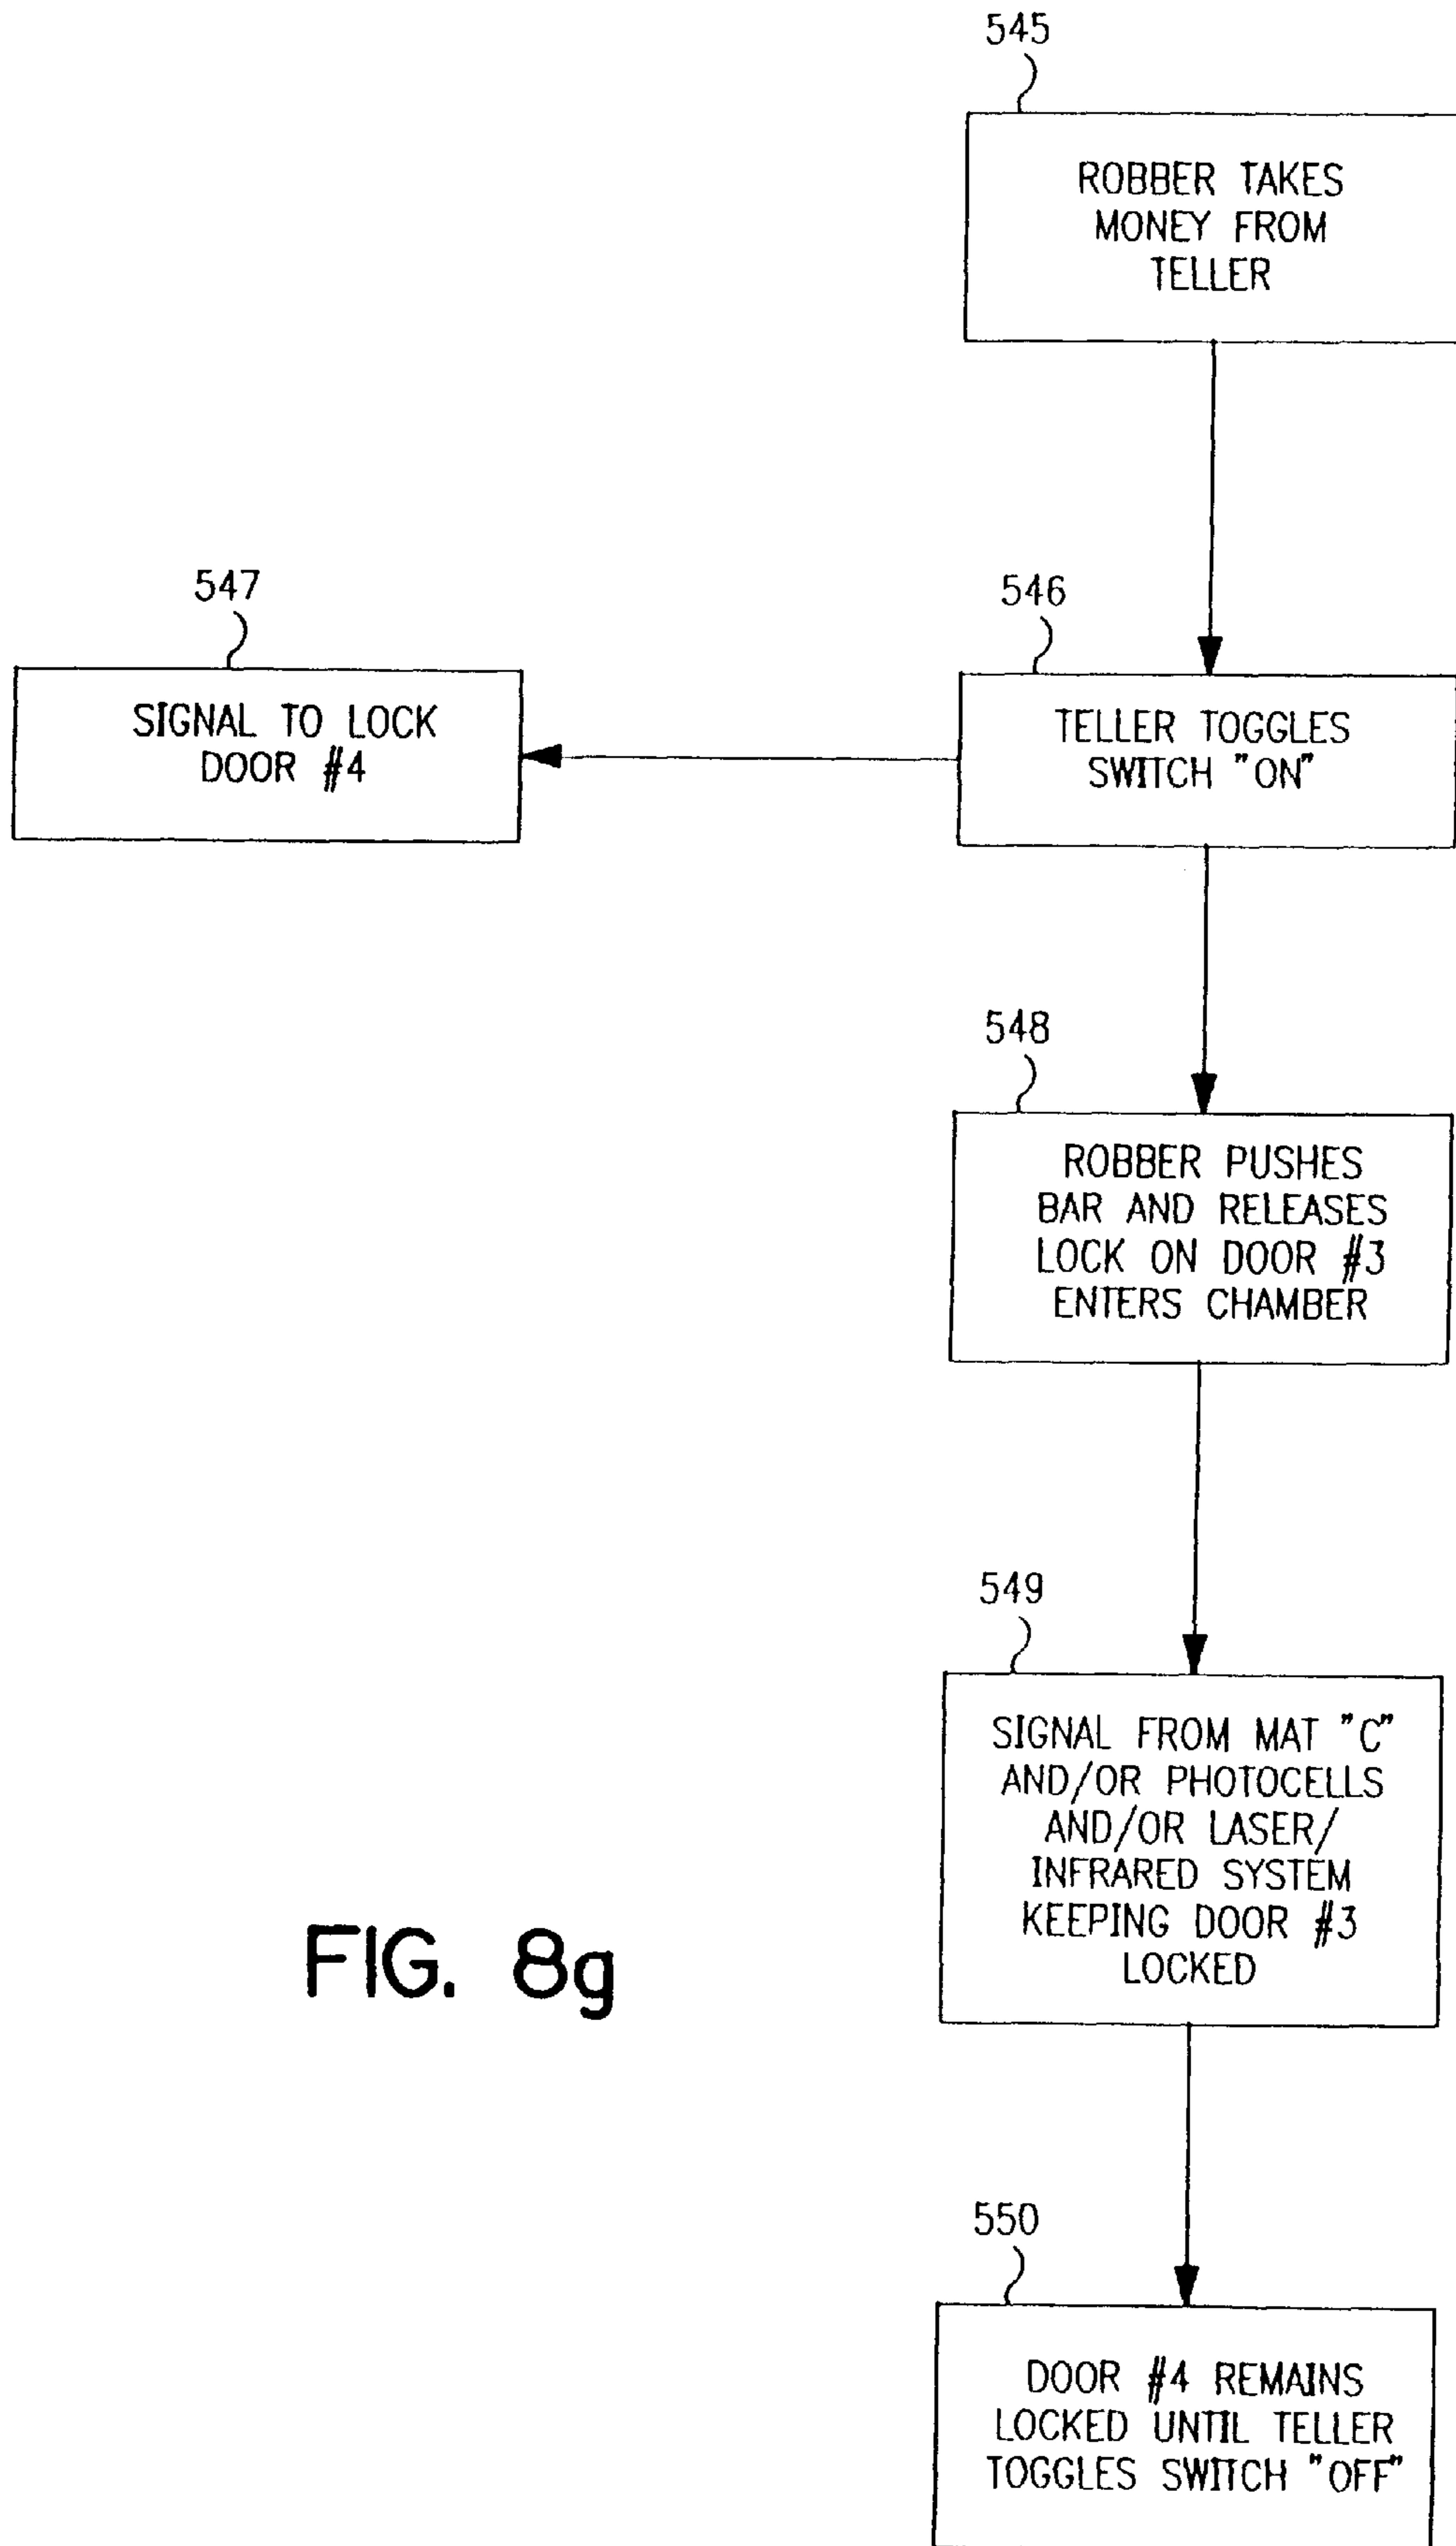 545
ROBBER TAKES
MONEY FROM
TELLER
547
SIGNAL TO LOCK
DOOR #4
546
TELLER TOGGLES
SWITCH "ON"
548
ROBBER PUSHES
BAR AND RELEASES
LOCK ON DOOR #3
ENTERS CHAMBER
549
SIGNAL FROM MAT "C"
AND/OR PHOTOCELLS
AND/OR LASER/
INFRARED SYSTEM
KEEPING DOOR #3
LOCKED
FIG. 8g
550
DOOR #4 REMAINS
LOCKED UNTIL TELLER
TOGGLES SWITCH "OFF"